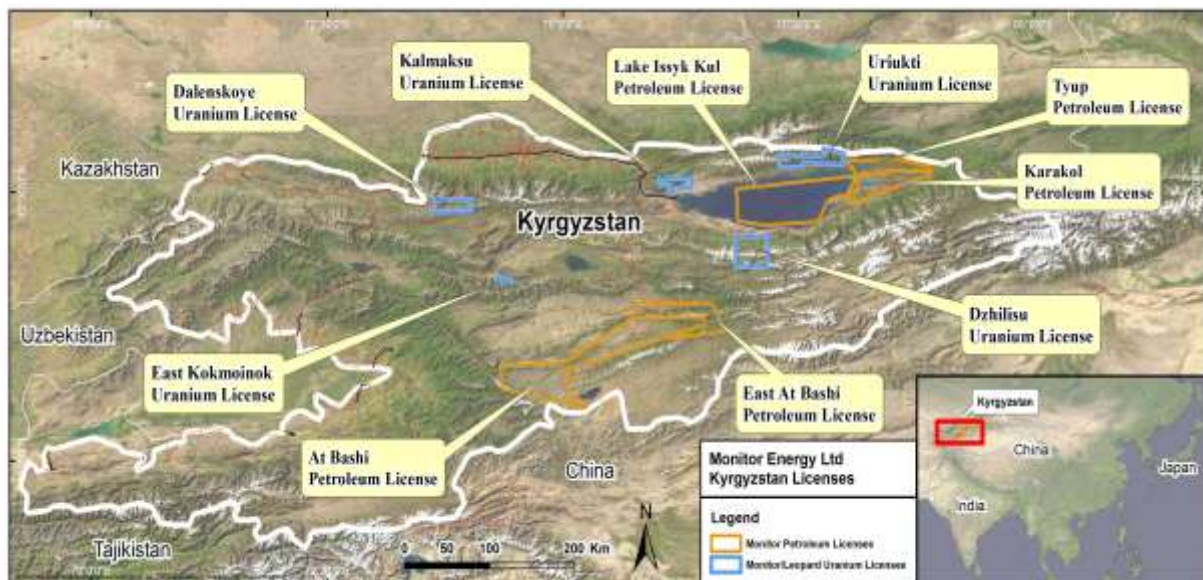 Kalmaksu
Uranium License
Lake Issyk Kul
Petroleum License
Uriukti
Uranium License
Tyup
Petroleum License
Dalenskoye
Uranium License
Kazakhstan
Karakol
Petroleum License
Kyrgyzstan
Uzbekistan
Dzhilisu
Uranium License
East Kokmoinok
Uranium License
East At Bashi
Petroleum License
At Bashi
Petroleum License
China
Tajikistan
N
0 50 100 200 Km
Monitor Energy Ltd
Kyrgyzstan Licenses
Legend
Monitor Petroleum Licenses
Monitor/Leopard Uranium Licenses
Kyrgyzstan
China
Japan
India